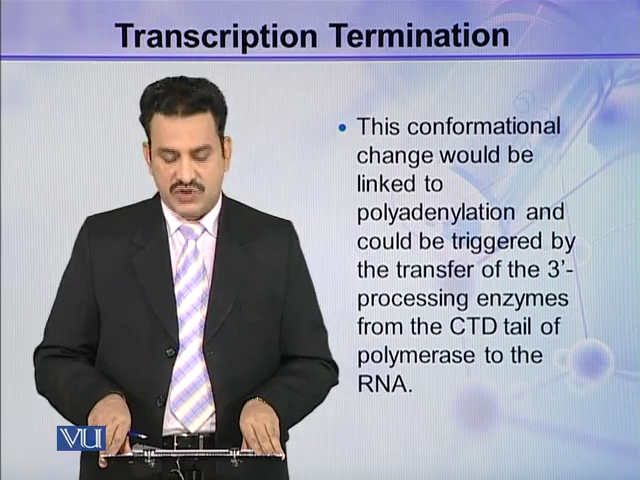 Transcription Termination
• This conformational
change would be
linked to
polyadenylation and
could be triggered by
the transfer of the 3’-
processing enzymes
from the CTD tail of
polymerase to the
RNA.
VU